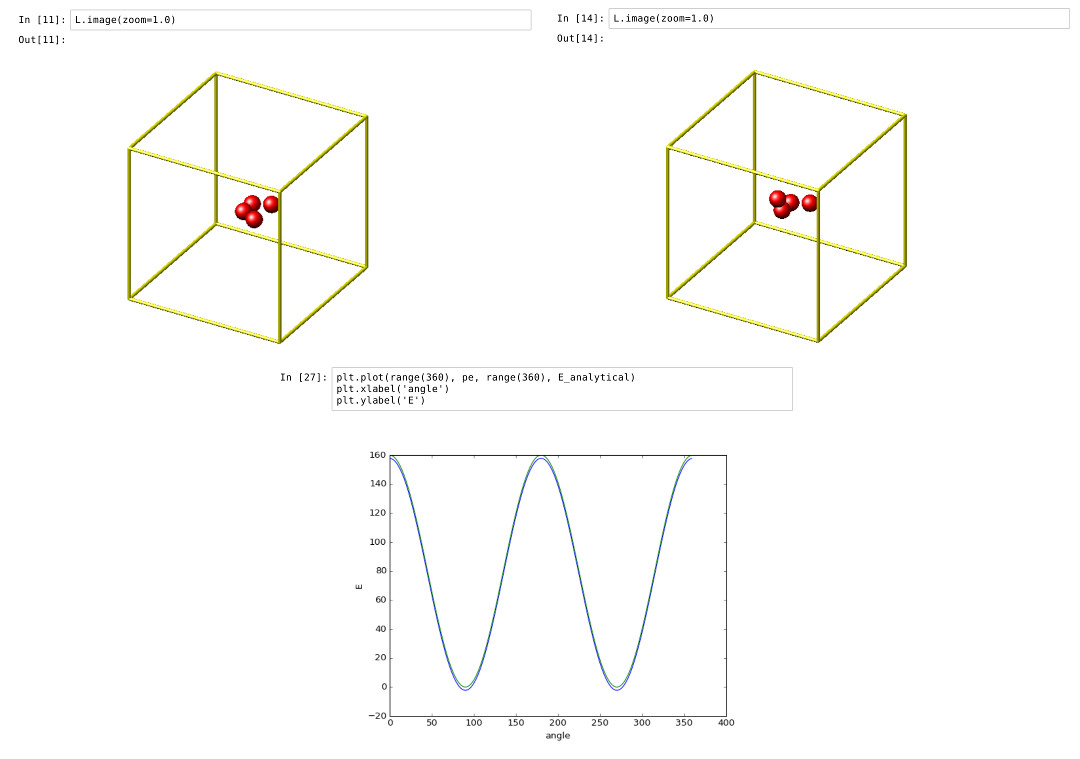 In [11]: L.image(zoom=1.0)
Out[11]:
In [14]: L.image(zoom=1.0)
Out[14]:
In [27]: plt.plot(range(360), pe, range(360), E_analytical)
plt.xlabel('angle')
plt.ylabel('E')
160
140
120
100
80
60
40
20
0
−20
E
0 50 100 150 200 250 300 350 400
angle